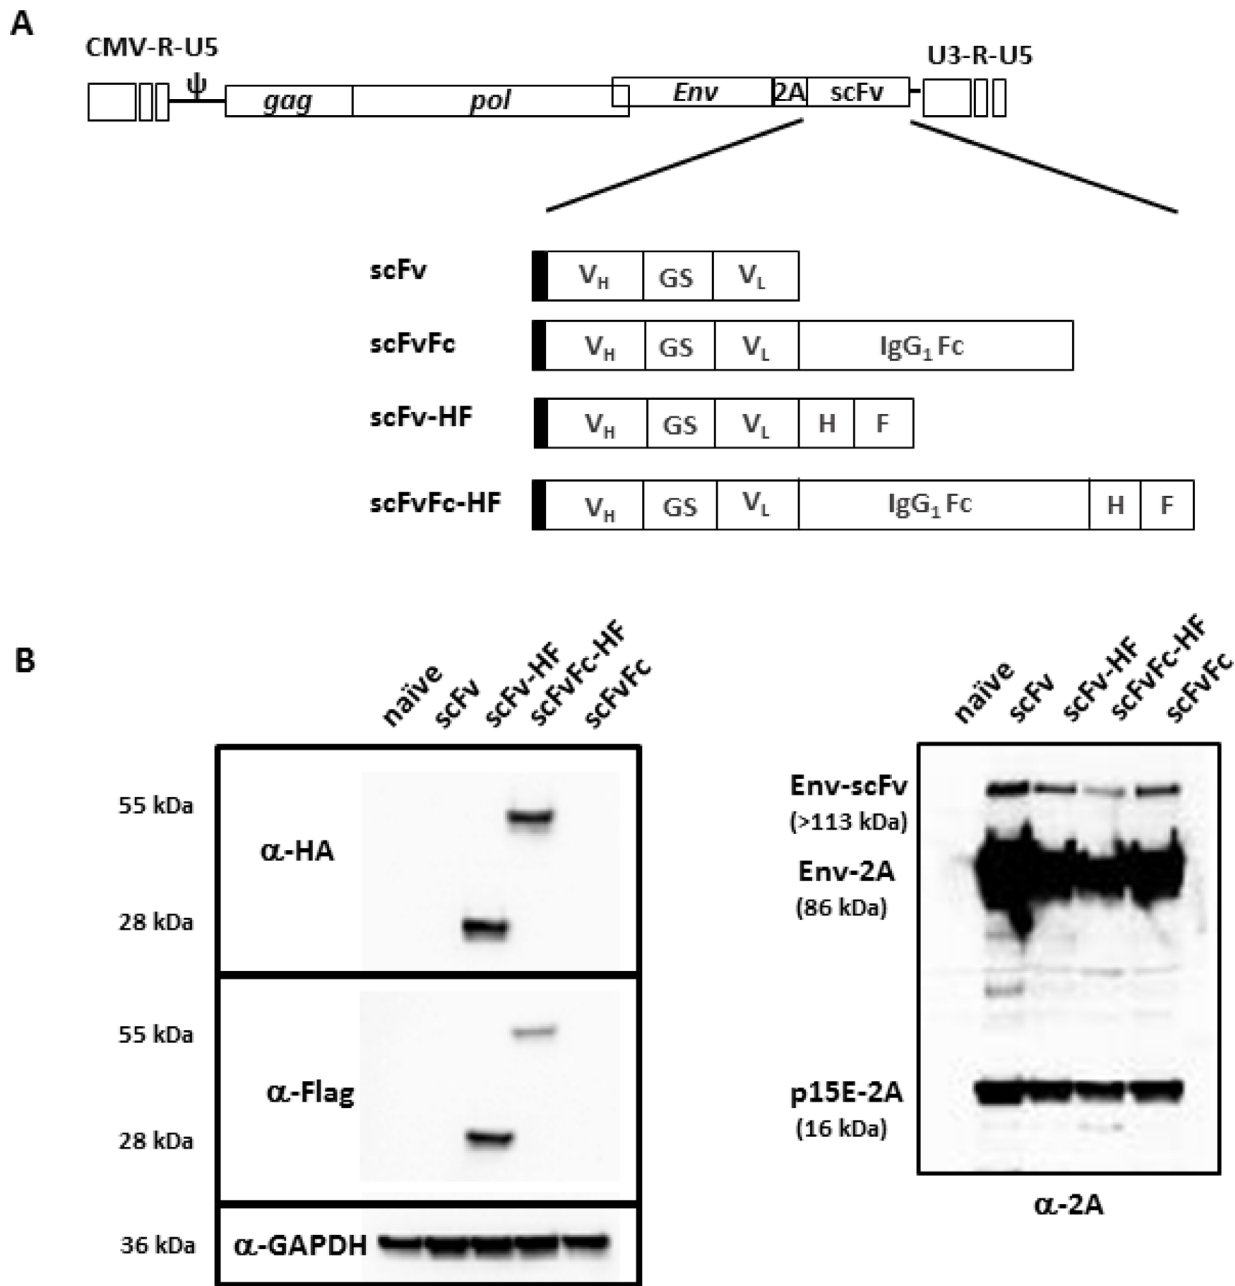 A
CMV-R-U5
U3-R-U5
ψ
gag pol Env 2A scFv
scFv VH GS VL
scFvFc VH GS VL IgG1 Fc
scFv-HF VH GS VL H F
scFvFc-HF VH GS VL IgG1 Fc H F
B
naïve scFv scFv-HF scFvFc-HF scFvFc
55 kDa
α-HA
28 kDa
55 kDa
α-Flag
28 kDa
36 kDa α-GAPDH
naïve scFv scFv-HF scFvFc-HF scFvFc
Env-scFv
(>113 kDa)
Env-2A
(86 kDa)
p15E-2A
(16 kDa)
α-2A